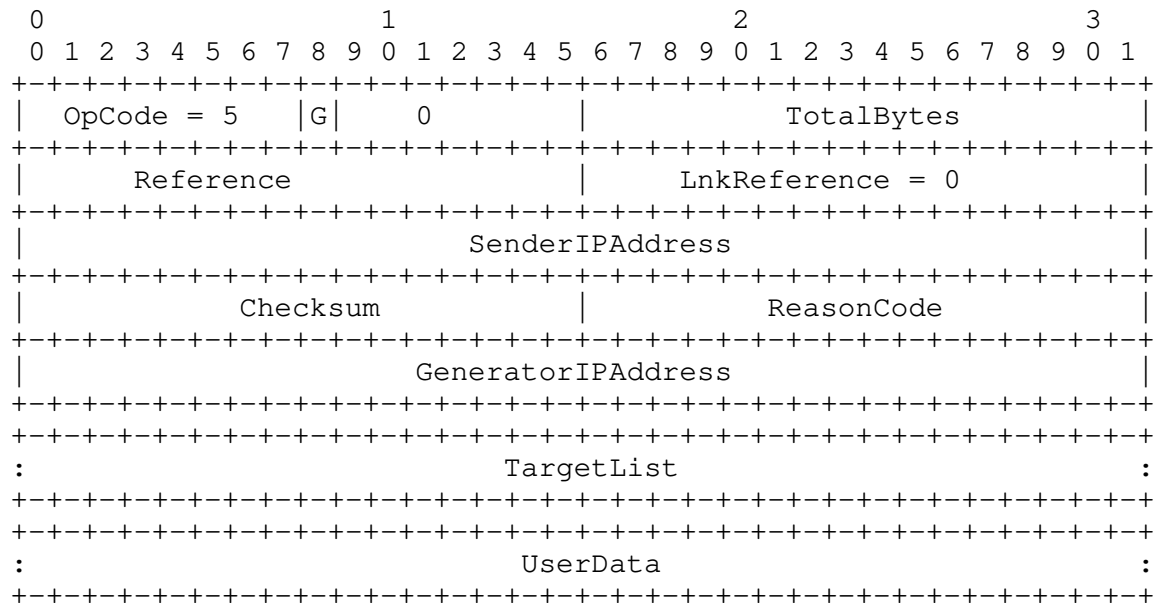 0                   1                   2                   3
 0 1 2 3 4 5 6 7 8 9 0 1 2 3 4 5 6 7 8 9 0 1 2 3 4 5 6 7 8 9 0 1
+-+-+-+-+-+-+-+-+-+-+-+-+-+-+-+-+-+-+-+-+-+-+-+-+-+-+-+-+-+-+-+-+
|  OpCode = 5   |G|    0        |           TotalBytes          |
+-+-+-+-+-+-+-+-+-+-+-+-+-+-+-+-+-+-+-+-+-+-+-+-+-+-+-+-+-+-+-+-+
|      Reference                |     LnkReference = 0          |
+-+-+-+-+-+-+-+-+-+-+-+-+-+-+-+-+-+-+-+-+-+-+-+-+-+-+-+-+-+-+-+-+
|                         SenderIPAddress                       |
+-+-+-+-+-+-+-+-+-+-+-+-+-+-+-+-+-+-+-+-+-+-+-+-+-+-+-+-+-+-+-+-+
|            Checksum           |          ReasonCode           |
+-+-+-+-+-+-+-+-+-+-+-+-+-+-+-+-+-+-+-+-+-+-+-+-+-+-+-+-+-+-+-+-+
|                      GeneratorIPAddress                       |
+-+-+-+-+-+-+-+-+-+-+-+-+-+-+-+-+-+-+-+-+-+-+-+-+-+-+-+-+-+-+-+-+
+-+-+-+-+-+-+-+-+-+-+-+-+-+-+-+-+-+-+-+-+-+-+-+-+-+-+-+-+-+-+-+-+
:                           TargetList                          :
+-+-+-+-+-+-+-+-+-+-+-+-+-+-+-+-+-+-+-+-+-+-+-+-+-+-+-+-+-+-+-+-+
+-+-+-+-+-+-+-+-+-+-+-+-+-+-+-+-+-+-+-+-+-+-+-+-+-+-+-+-+-+-+-+-+
:                            UserData                           :
+-+-+-+-+-+-+-+-+-+-+-+-+-+-+-+-+-+-+-+-+-+-+-+-+-+-+-+-+-+-+-+-+